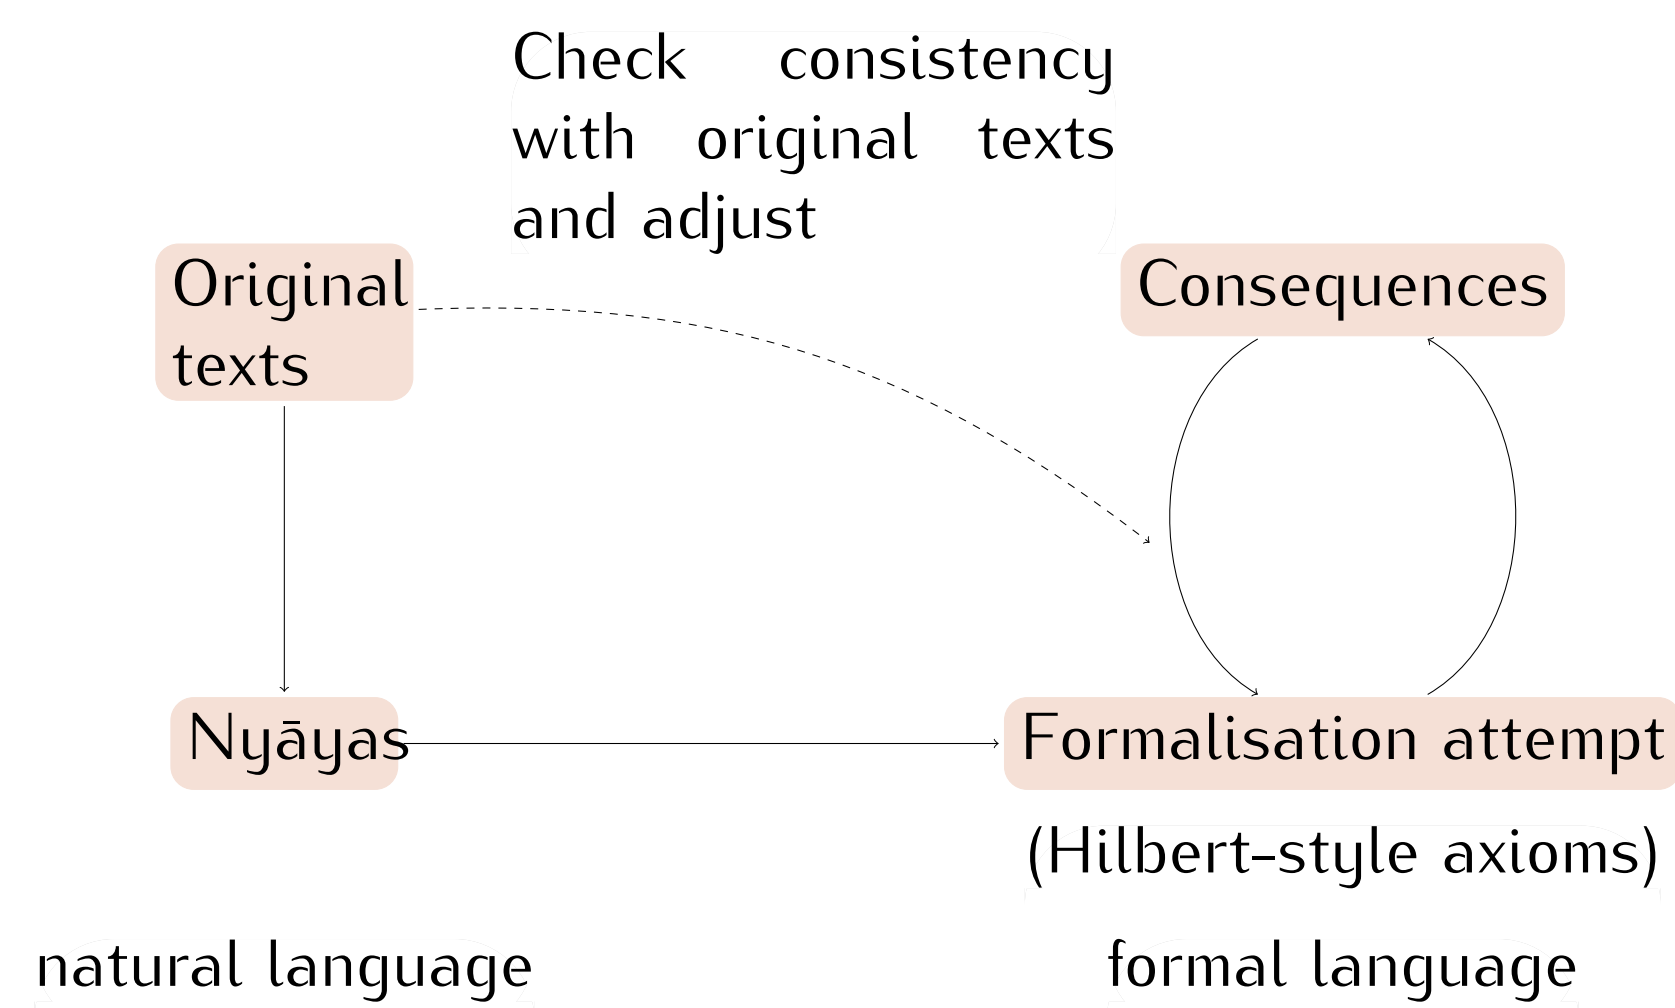 Check consistency
with original texts
and adjust
Original
texts
Consequences
Nyāyas
Formalisation attempt
(Hilbert-style axioms)
natural language
formal language